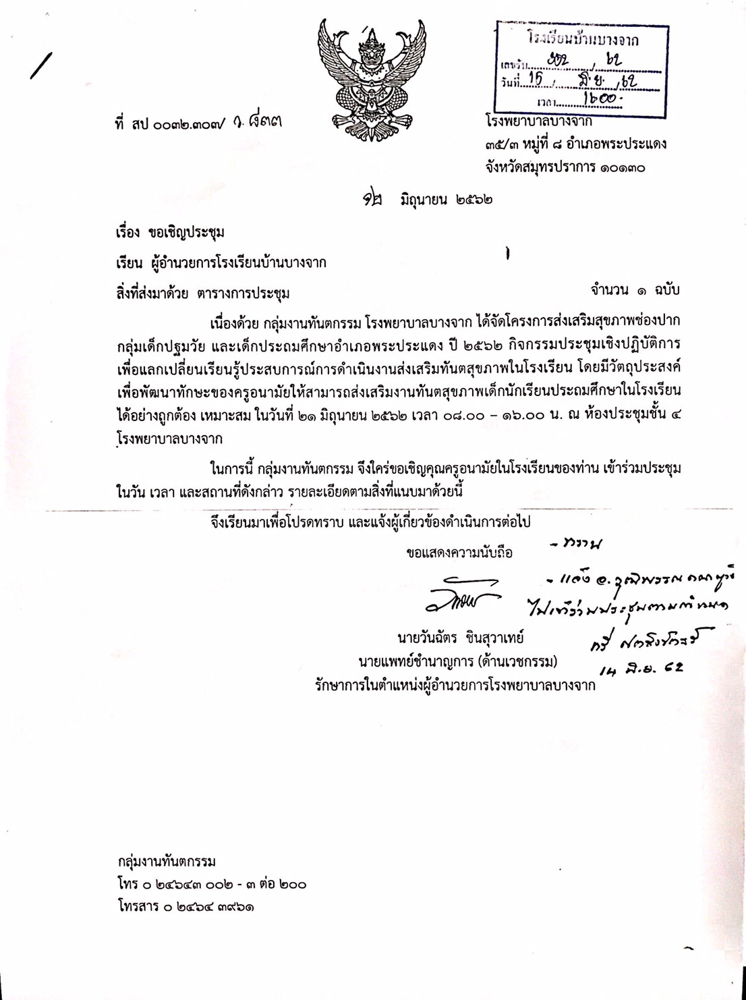 โรงเรียนบ้านบางจาก
เลขรับ ๓๒ / ๖๒
วันที่ 15 / มิ.ย. / ๖๒
เวลา 1600.
ที่ สป ๐๐๓๒.๓๐๓/ ว.๘๓๓
โรงพยาบาลบางจาก
๓๕/๓ หมู่ที่ ๘ อำเภอพระประแดง
จังหวัดสมุทรปราการ ๑๐๑๓๐
๑๒ มิถุนายน ๒๕๖๒
เรื่อง ขอเชิญประชุม
เรียน ผู้อำนวยการโรงเรียนบ้านบางจาก
สิ่งที่ส่งมาด้วย ตารางการประชุม จำนวน ๑ ฉบับ
เนื่องด้วย กลุ่มงานทันตกรรม โรงพยาบาลบางจาก ได้จัดโครงการส่งเสริมสุขภาพช่องปาก
กลุ่มเด็กปฐมวัย และเด็กประถมศึกษาอำเภอพระประแดง ปี ๒๕๖๒ กิจกรรมประชุมเชิงปฏิบัติการ
เพื่อแลกเปลี่ยนเรียนรู้ประสบการณ์การดำเนินงานส่งเสริมทันตสุขภาพในโรงเรียน โดยมีวัตถุประสงค์
เพื่อพัฒนาทักษะของครูอนามัยให้สามารถส่งเสริมงานทันตสุขภาพเด็กนักเรียนประถมศึกษาในโรงเรียน
ได้อย่างถูกต้อง เหมาะสม ในวันที่ ๒๑ มิถุนายน ๒๕๖๒ เวลา ๐๘.๐๐ – ๑๖.๐๐ น. ณ ห้องประชุมชั้น ๔
โรงพยาบาลบางจาก
ในการนี้ กลุ่มงานทันตกรรม จึงใคร่ขอเชิญคุณครูอนามัยในโรงเรียนของท่าน เข้าร่วมประชุม
ในวัน เวลา และสถานที่ดังกล่าว รายละเอียดตามสิ่งที่แนบมาด้วยนี้
จึงเรียนมาเพื่อโปรดทราบ และแจ้งผู้เกี่ยวข้องดำเนินการต่อไป
ขอแสดงความนับถือ
- ทราบ
- แจ้ง อ.วุฒิพรรณ
ไปเข้าร่วมประชุมตามกำหนด
14 มิ.ย. 62
นายวันฉัตร ชินสุวาเทย์
นายแพทย์ชำนาญการ (ด้านเวชกรรม)
รักษาการในตำแหน่งผู้อำนวยการโรงพยาบาลบางจาก
กลุ่มงานทันตกรรม
โทร ๐ ๒๔๖๔๓ ๐๐๒ - ๓ ต่อ ๒๐๐
โทรสาร ๐ ๒๔๖๔ ๓๙๖๑